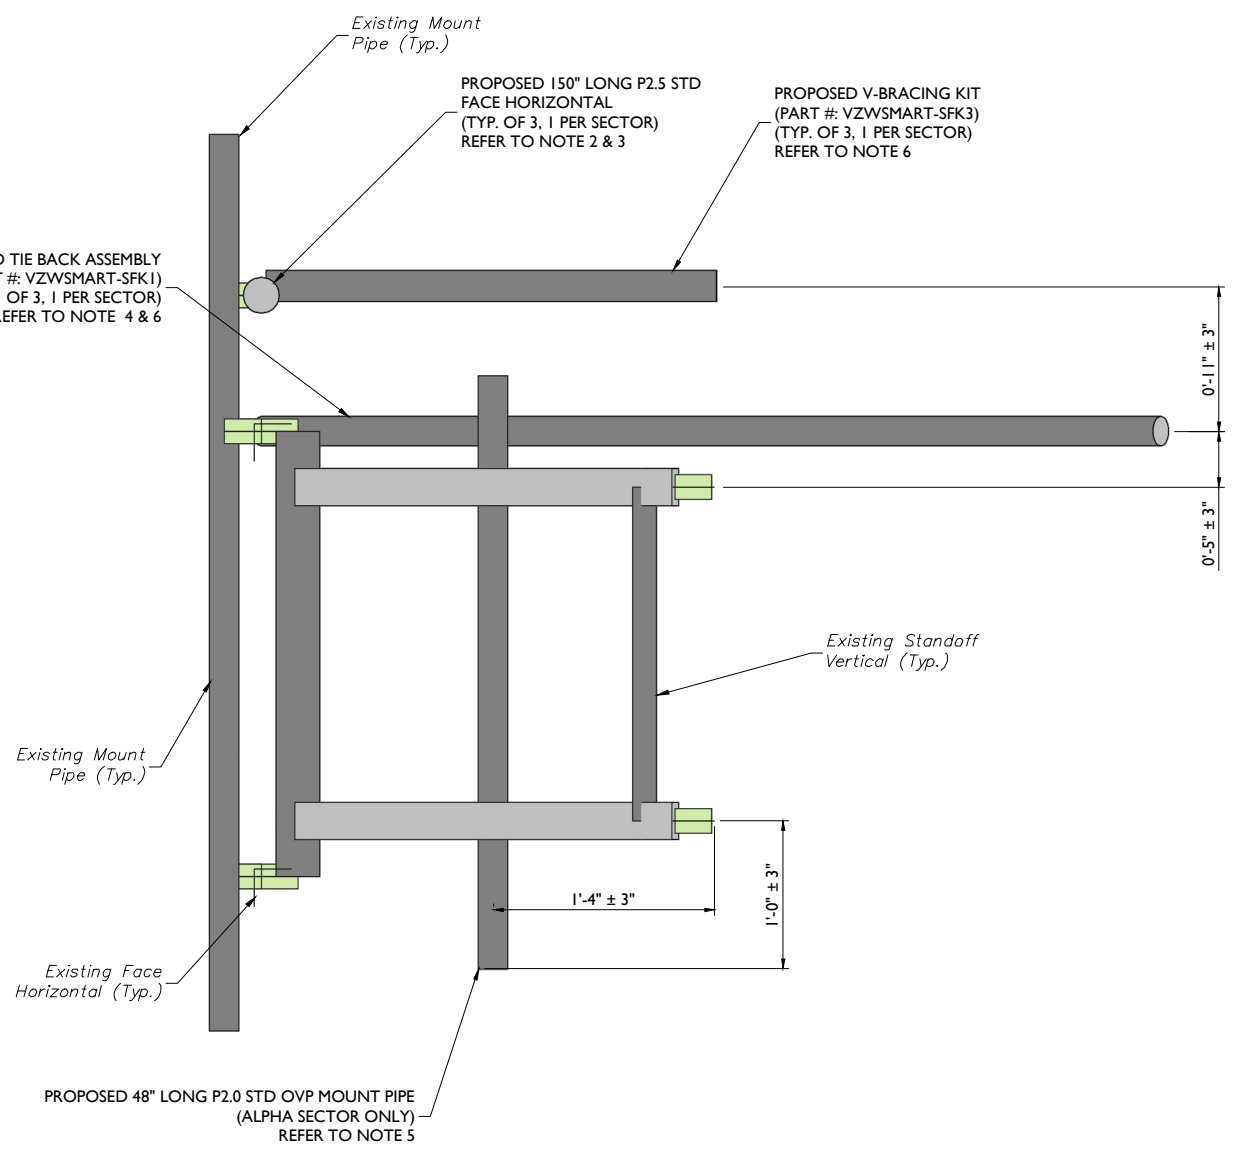 Existing Mount
Pipe (Typ.)
PROPOSED 150" LONG P2.5 STD
FACE HORIZONTAL
(TYP. OF 3, 1 PER SECTOR)
REFER TO NOTE 2 & 3
PROPOSED V-BRACING KIT
(PART #: VZWSMART-SFK3)
(TYP. OF 3, 1 PER SECTOR)
REFER TO NOTE 6
TIE BACK ASSEMBLY
#: VZWSMART-SFK1)
OF 3, 1 PER SECTOR)
REFER TO NOTE 4 & 6
0'-11" ± 3"
0'-5" ± 3"
Existing Standoff
Vertical (Typ.)
Existing Mount
Pipe (Typ.)
1'-4" ± 3"
1'-0" ± 3"
Existing Face
Horizontal (Typ.)
PROPOSED 48" LONG P2.0 STD OVP MOUNT PIPE
(ALPHA SECTOR ONLY)
REFER TO NOTE 5